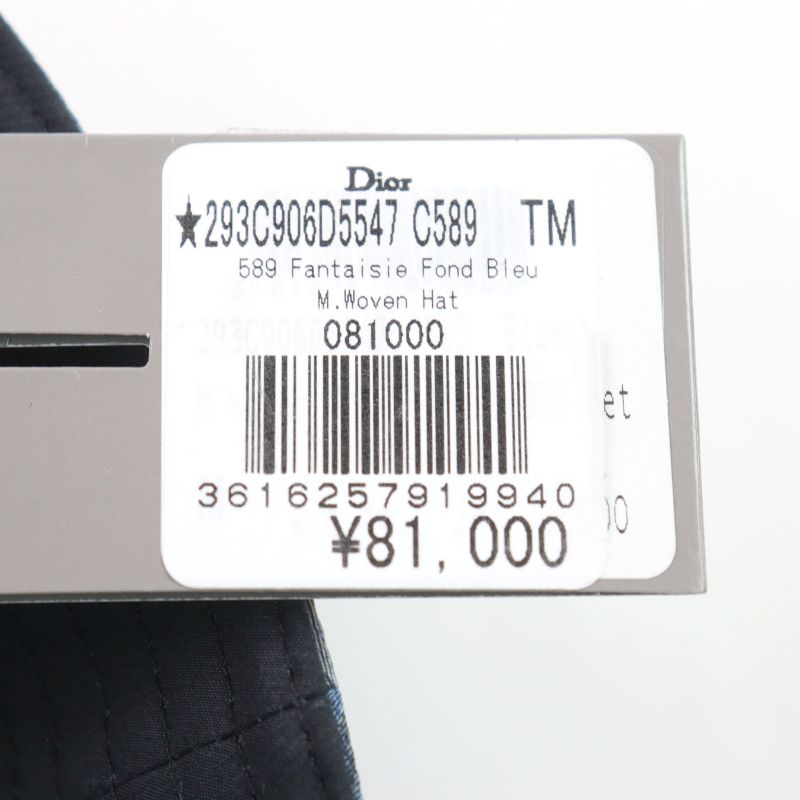 Dior
★293C906D5547 C589 TM
589 Fantaisie Fond Bleu
M.Woven Hat
081000
3616257919940
¥81,000